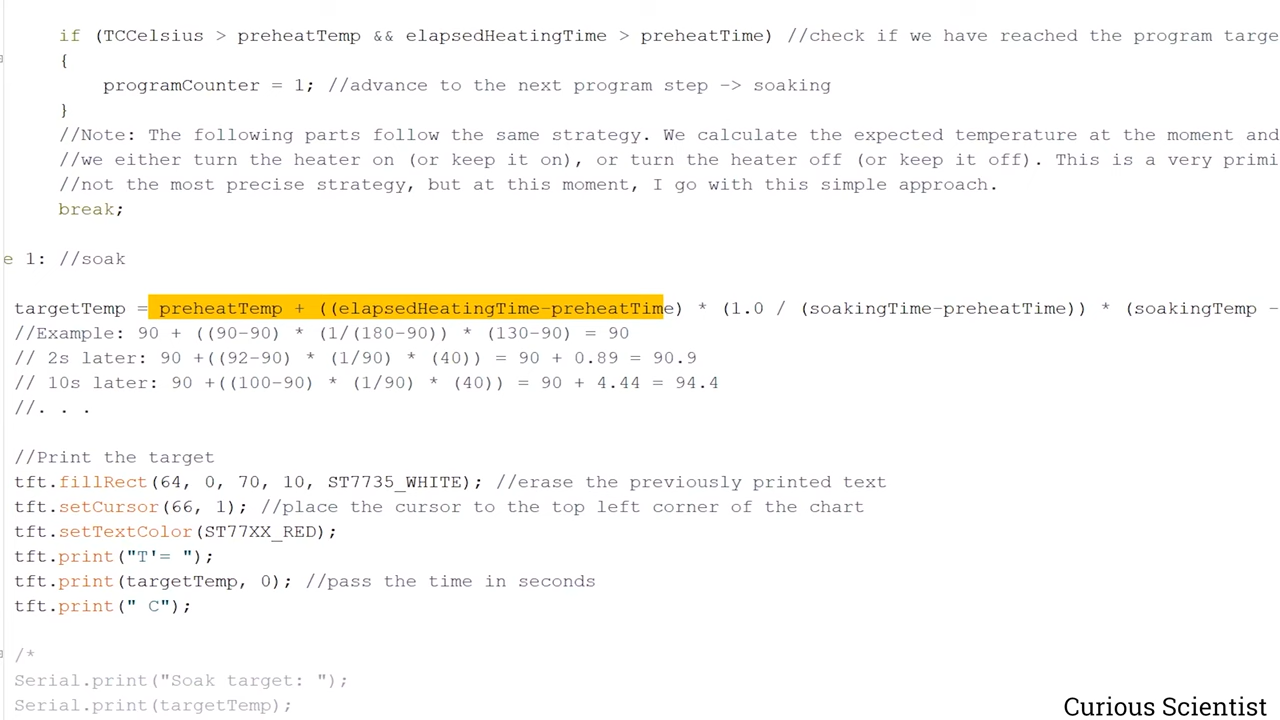 if (TCCelsius > preheatTemp && elapsedHeatingTime > preheatTime) //check if we have reached the program targe
{
programCounter = 1; //advance to the next program step -> soaking
}
//Note: The following parts follow the same strategy. We calculate the expected temperature at the moment and
//we either turn the heater on (or keep it on), or turn the heater off (or keep it off). This is a very primi
//not the most precise strategy, but at this moment, I go with this simple approach.
break;
e 1: //soak
targetTemp = preheatTemp + ((elapsedHeatingTime-preheatTime) * (1.0 / (soakingTime-preheatTime)) * (soakingTemp -
//Example: 90 + ((90-90) * (1/(180-90)) * (130-90) = 90
// 2s later: 90 +((92-90) * (1/90) * (40)) = 90 + 0.89 = 90.9
// 10s later: 90 +((100-90) * (1/90) * (40)) = 90 + 4.44 = 94.4
//. . .
//Print the target
tft.fillRect(64, 0, 70, 10, ST7735_WHITE); //erase the previously printed text
tft.setCursor(66, 1); //place the cursor to the top left corner of the chart
tft.setTextColor(ST77XX_RED);
tft.print("T'= ");
tft.print(targetTemp, 0); //pass the time in seconds
tft.print(" C");
/*
Serial.print("Soak target: ");
Serial.print(targetTemp);
Curious Scientist